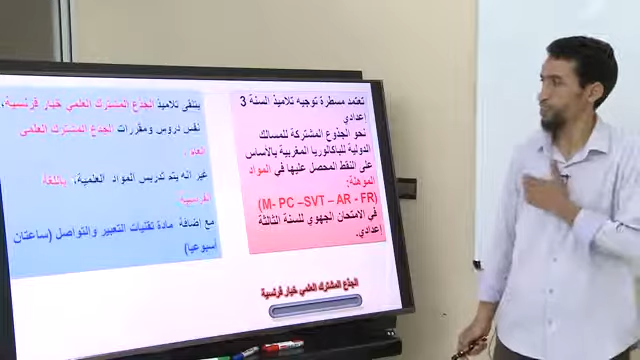 تعتمد مسطرة توجيه تلاميذ السنة 3
إعدادي
نحو الجذوع المشتركة للمسالك
الدولية للباكالوريا المغربية بالأساس
على النقط المحصل عليها في المواد
المؤهلة:
(M- PC –SVT – AR - FR)
في الامتحان الجهوي للسنة الثالثة
إعدادي.
يتلقى تلاميذ الجذع المشترك العلمي خيار فرنسية،
نفس دروس ومقررات الجذع المشترك العلمي
العام ،
غير انه يتم تدريس المواد العلمية، باللغة
الفرنسية
مع إضافة مادة تقنيات التعبير والتواصل (ساعتان
أسبوعيا)
الجذع المشترك العلمي خيار فرنسية